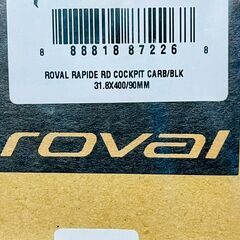 8 88818 87226 8
ROVAL RAPIDE RD COCKPIT CARB/BLK
31.8X400/90MM
roval